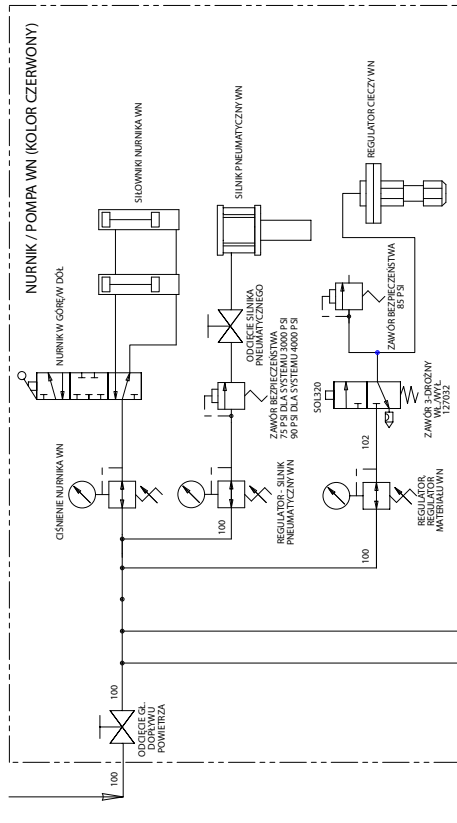 NURNIK / POMPA WN (KOLOR CZERWONY)
NURNIK W GÓRĘ/W DÓŁ
SIŁOWNIKI NURNIKA WN
CIŚNIENIE NURNIKA WN
SILNIK PNEUMATYCZNY WN
ODCIĘCIE SILNIKA
PNEUMATYCZNEGO
ZAWÓR BEZPIECZEŃSTWA
75 PSI DLA SYSTEMU 3000 PSI
90 PSI DLA SYSTEMU 4000 PSI
REGULATOR - SILNIK
PNEUMATYCZNY WN
100
REGULATOR CIECZY WN
ZAWÓR BEZPIECZEŃSTWA
85 PSI
SOL320
ZAWÓR 3-DROŻNY
WŁ./WYŁ.
127032
102
REGULATOR,
REGULATOR
MATERIAŁU WN
100
100
ODCIĘCIE GŁ.
DOPŁYWU
POWIETRZA
100